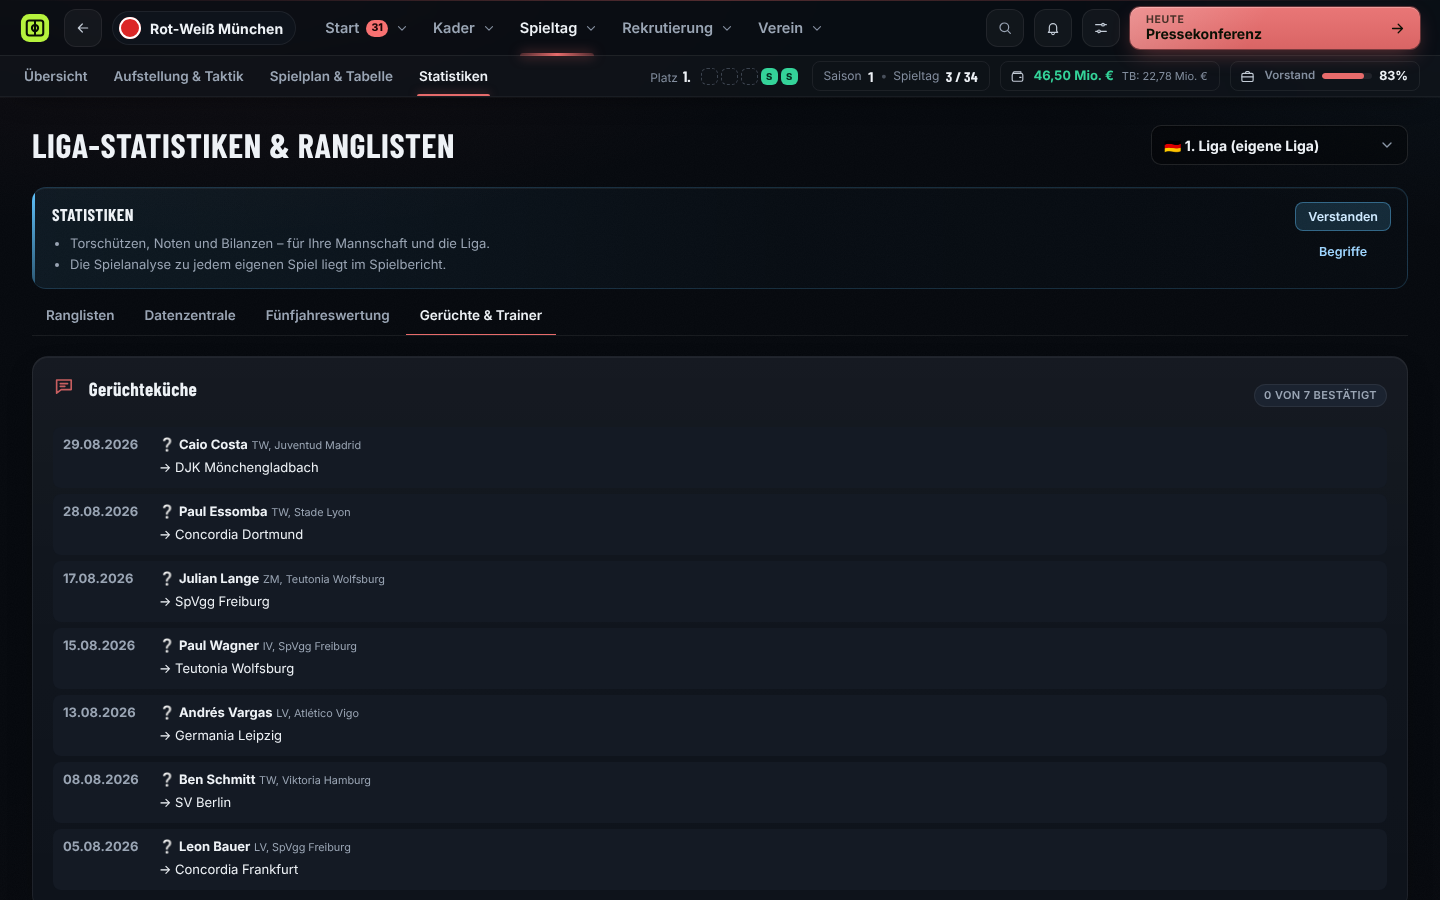 Rot-Weiß München
Start 31
Kader
Spieltag
Rekrutierung
Verein
HEUTE
Pressekonferenz
Übersicht
Aufstellung & Taktik
Spielplan & Tabelle
Statistiken
Platz 1. S S
Saison 1 • Spieltag 3 / 34
46,50 Mio. € TB: 22,78 Mio. €
Vorstand 83%
LIGA-STATISTIKEN & RANGLISTEN
1. Liga (eigene Liga)
STATISTIKEN
• Torschützen, Noten und Bilanzen – für Ihre Mannschaft und die Liga.
• Die Spielanalyse zu jedem eigenen Spiel liegt im Spielbericht.
Verstanden
Begriffe
Ranglisten
Datenzentrale
Fünfjahreswertung
Gerüchte & Trainer
Gerüchteküche
0 VON 7 BESTÄTIGT
29.08.2026 ? Caio Costa TW, Juventud Madrid
→ DJK Mönchengladbach
28.08.2026 ? Paul Essomba TW, Stade Lyon
→ Concordia Dortmund
17.08.2026 ? Julian Lange ZM, Teutonia Wolfsburg
→ SpVgg Freiburg
15.08.2026 ? Paul Wagner IV, SpVgg Freiburg
→ Teutonia Wolfsburg
13.08.2026 ? Andrés Vargas LV, Atlético Vigo
→ Germania Leipzig
08.08.2026 ? Ben Schmitt TW, Viktoria Hamburg
→ SV Berlin
05.08.2026 ? Leon Bauer LV, SpVgg Freiburg
→ Concordia Frankfurt